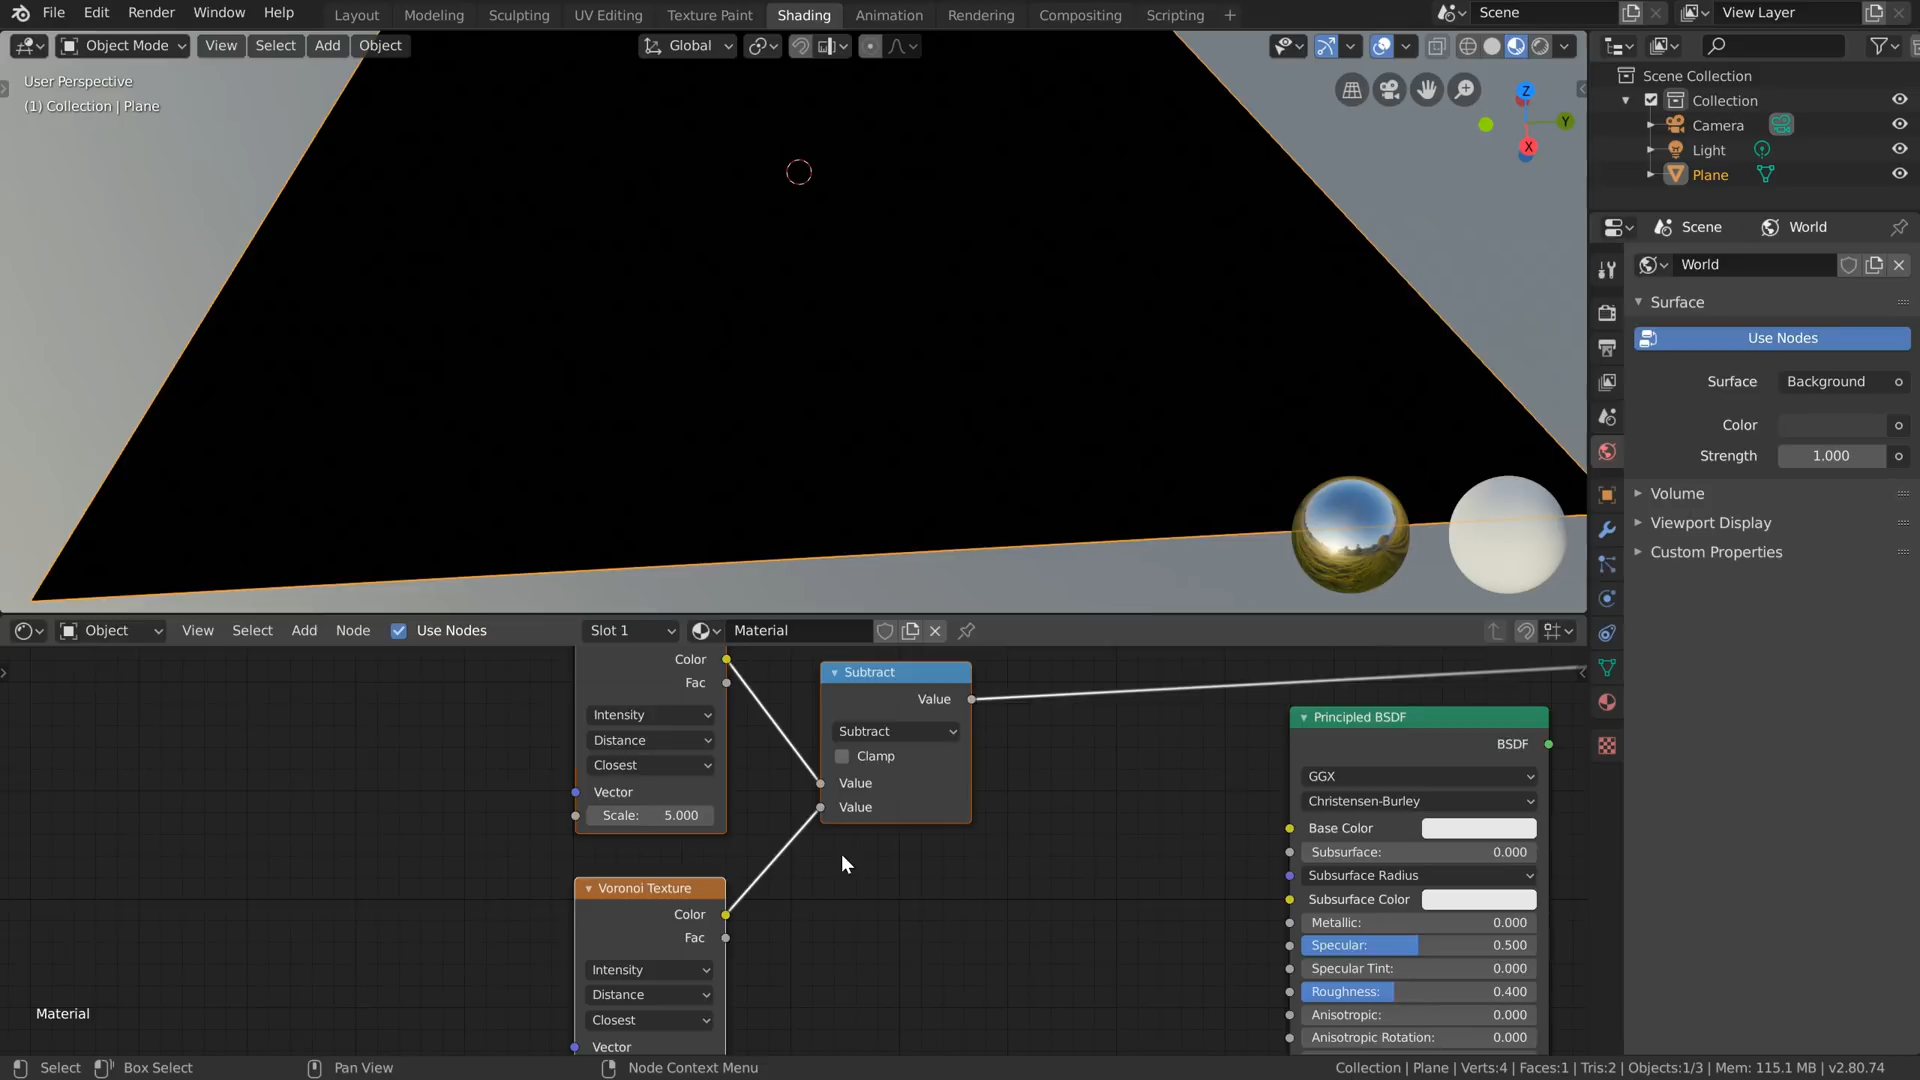 File Edit Render Window Help Layout Modeling Sculpting UV Editing Texture Paint Shading Animation Rendering Compositing Scripting + Scene View Layer
Object Mode View Select Add Object Global
User Perspective
(1) Collection | Plane
Z
Y
X
Scene Collection
Collection
Camera
Light
Plane
Scene World
World
Surface
Use Nodes
Surface Background
Color
Strength 1.000
Volume
Viewport Display
Custom Properties
Object View Select Add Node Use Nodes Slot 1 Material
Color
Fac
Intensity
Distance
Closest
Vector
Scale: 5.000
Subtract
Value
Subtract
Clamp
Value
Value
Voronoi Texture
Color
Fac
Intensity
Distance
Closest
Vector
Principled BSDF
BSDF
GGX
Christensen-Burley
Base Color
Subsurface: 0.000
Subsurface Radius
Subsurface Color
Metallic: 0.000
Specular: 0.500
Specular Tint: 0.000
Roughness: 0.400
Anisotropic: 0.000
Anisotropic Rotation: 0.000
Material
Select Box Select Pan View Node Context Menu Collection | Plane | Verts:4 | Faces:1 | Tris:2 | Objects:1/3 | Mem: 115.1 MB | v2.80.74